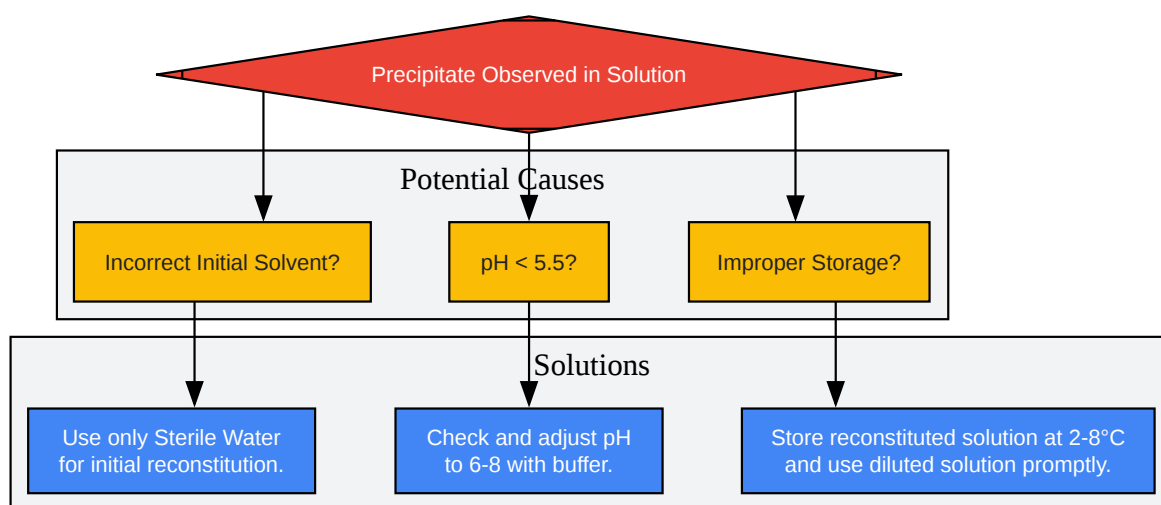 Precipitate Observed in Solution
Potential Causes
Incorrect Initial Solvent?
pH < 5.5?
Improper Storage?
Solutions
Use only Sterile Water
for initial reconstitution.
Check and adjust pH
to 6-8 with buffer.
Store reconstituted solution at 2-8°C
and use diluted solution promptly.